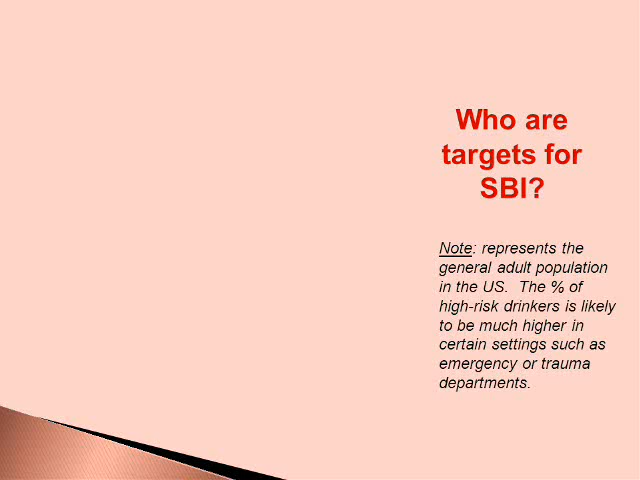 Who are
targets for
SBI?
Note: represents the
general adult population
in the US.  The % of
high-risk drinkers is likely
to be much higher in
certain settings such as
emergency or trauma
departments.